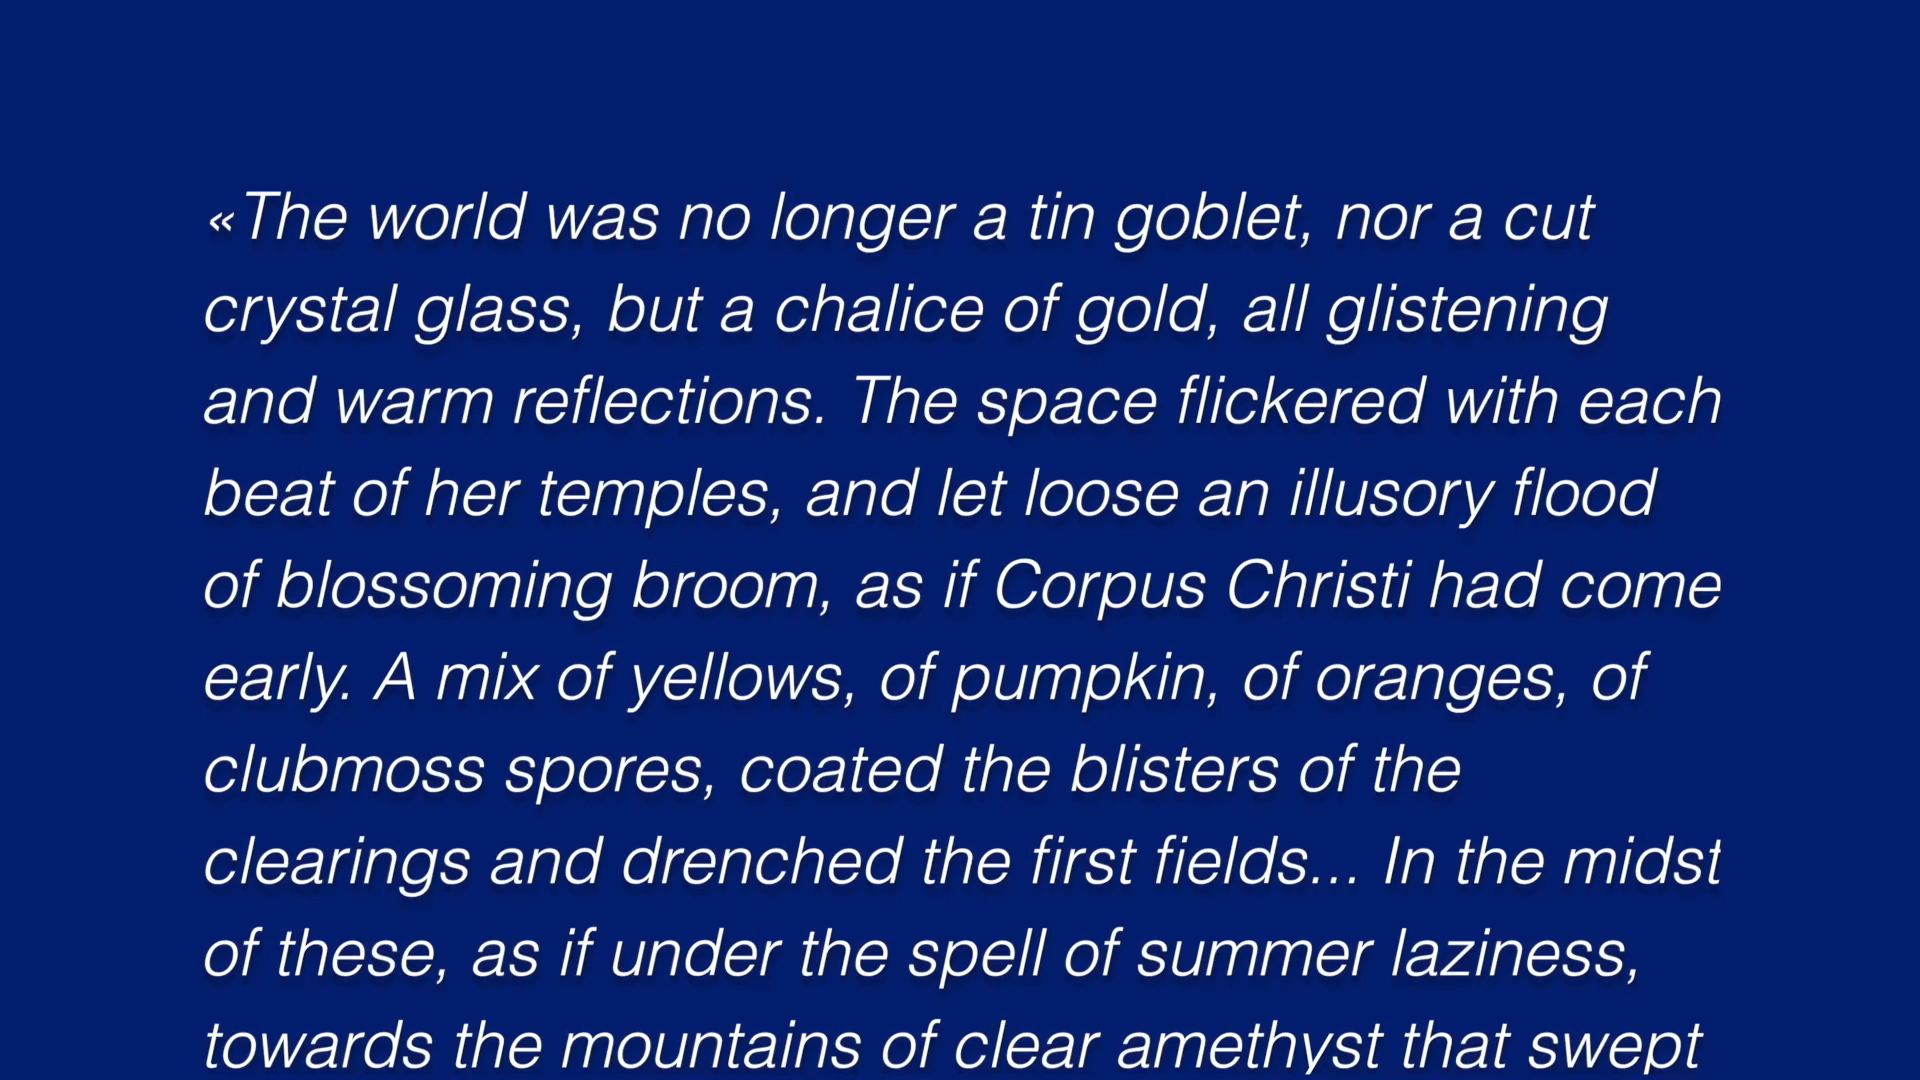 «The world was no longer a tin goblet, nor a cut
crystal glass, but a chalice of gold, all glistening
and warm reflections. The space flickered with each
beat of her temples, and let loose an illusory flood
of blossoming broom, as if Corpus Christi had come
early. A mix of yellows, of pumpkin, of oranges, of
clubmoss spores, coated the blisters of the
clearings and drenched the first fields... In the midst
of these, as if under the spell of summer laziness,
towards the mountains of clear amethyst that swept